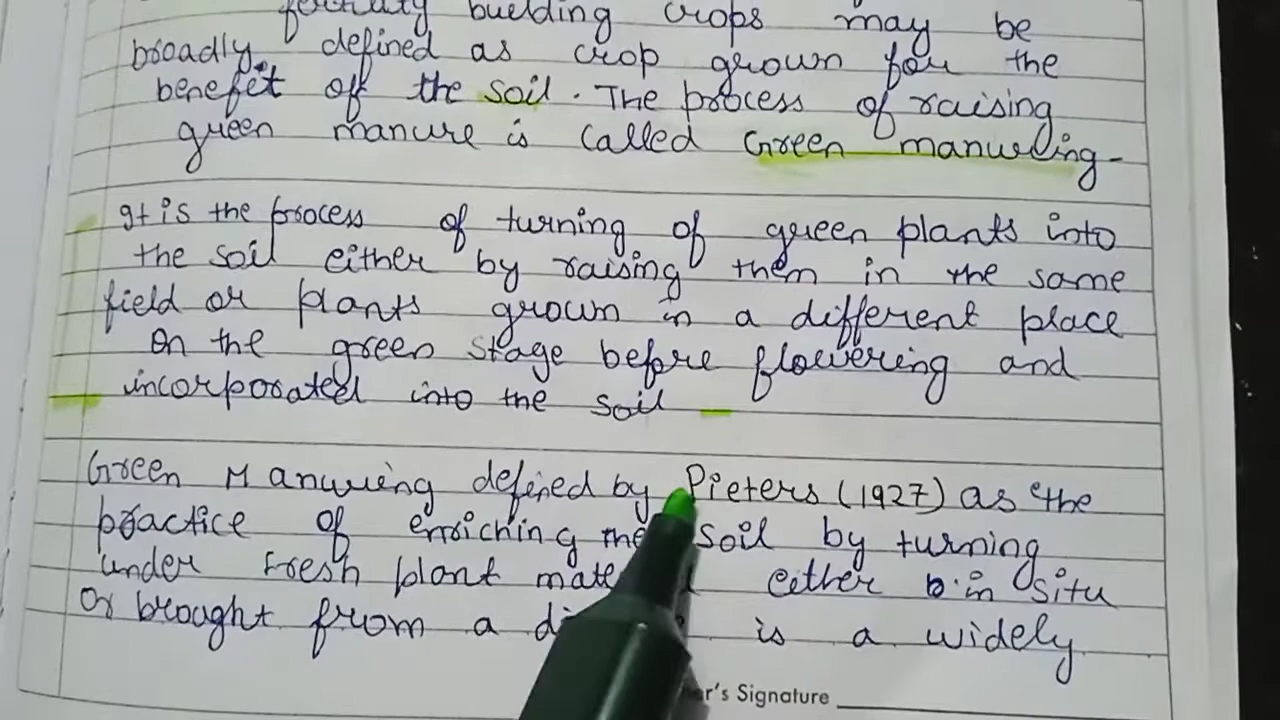 fertility building crops may be
broadly defined as crop grown for the
benefit off the soil. The process of raising
green manure is called Green manureing-
It is the process of turning of green plants into
the soil either by raising them in the same
field or plants grown in a different place
On the green stage before flowering and
incorporated into the soil
Green Manuring defined by Pieters (1927) as "the
practice of enriching the soil by turning
under Fresh plant either in situ
Or brought from a is a widely
Signature